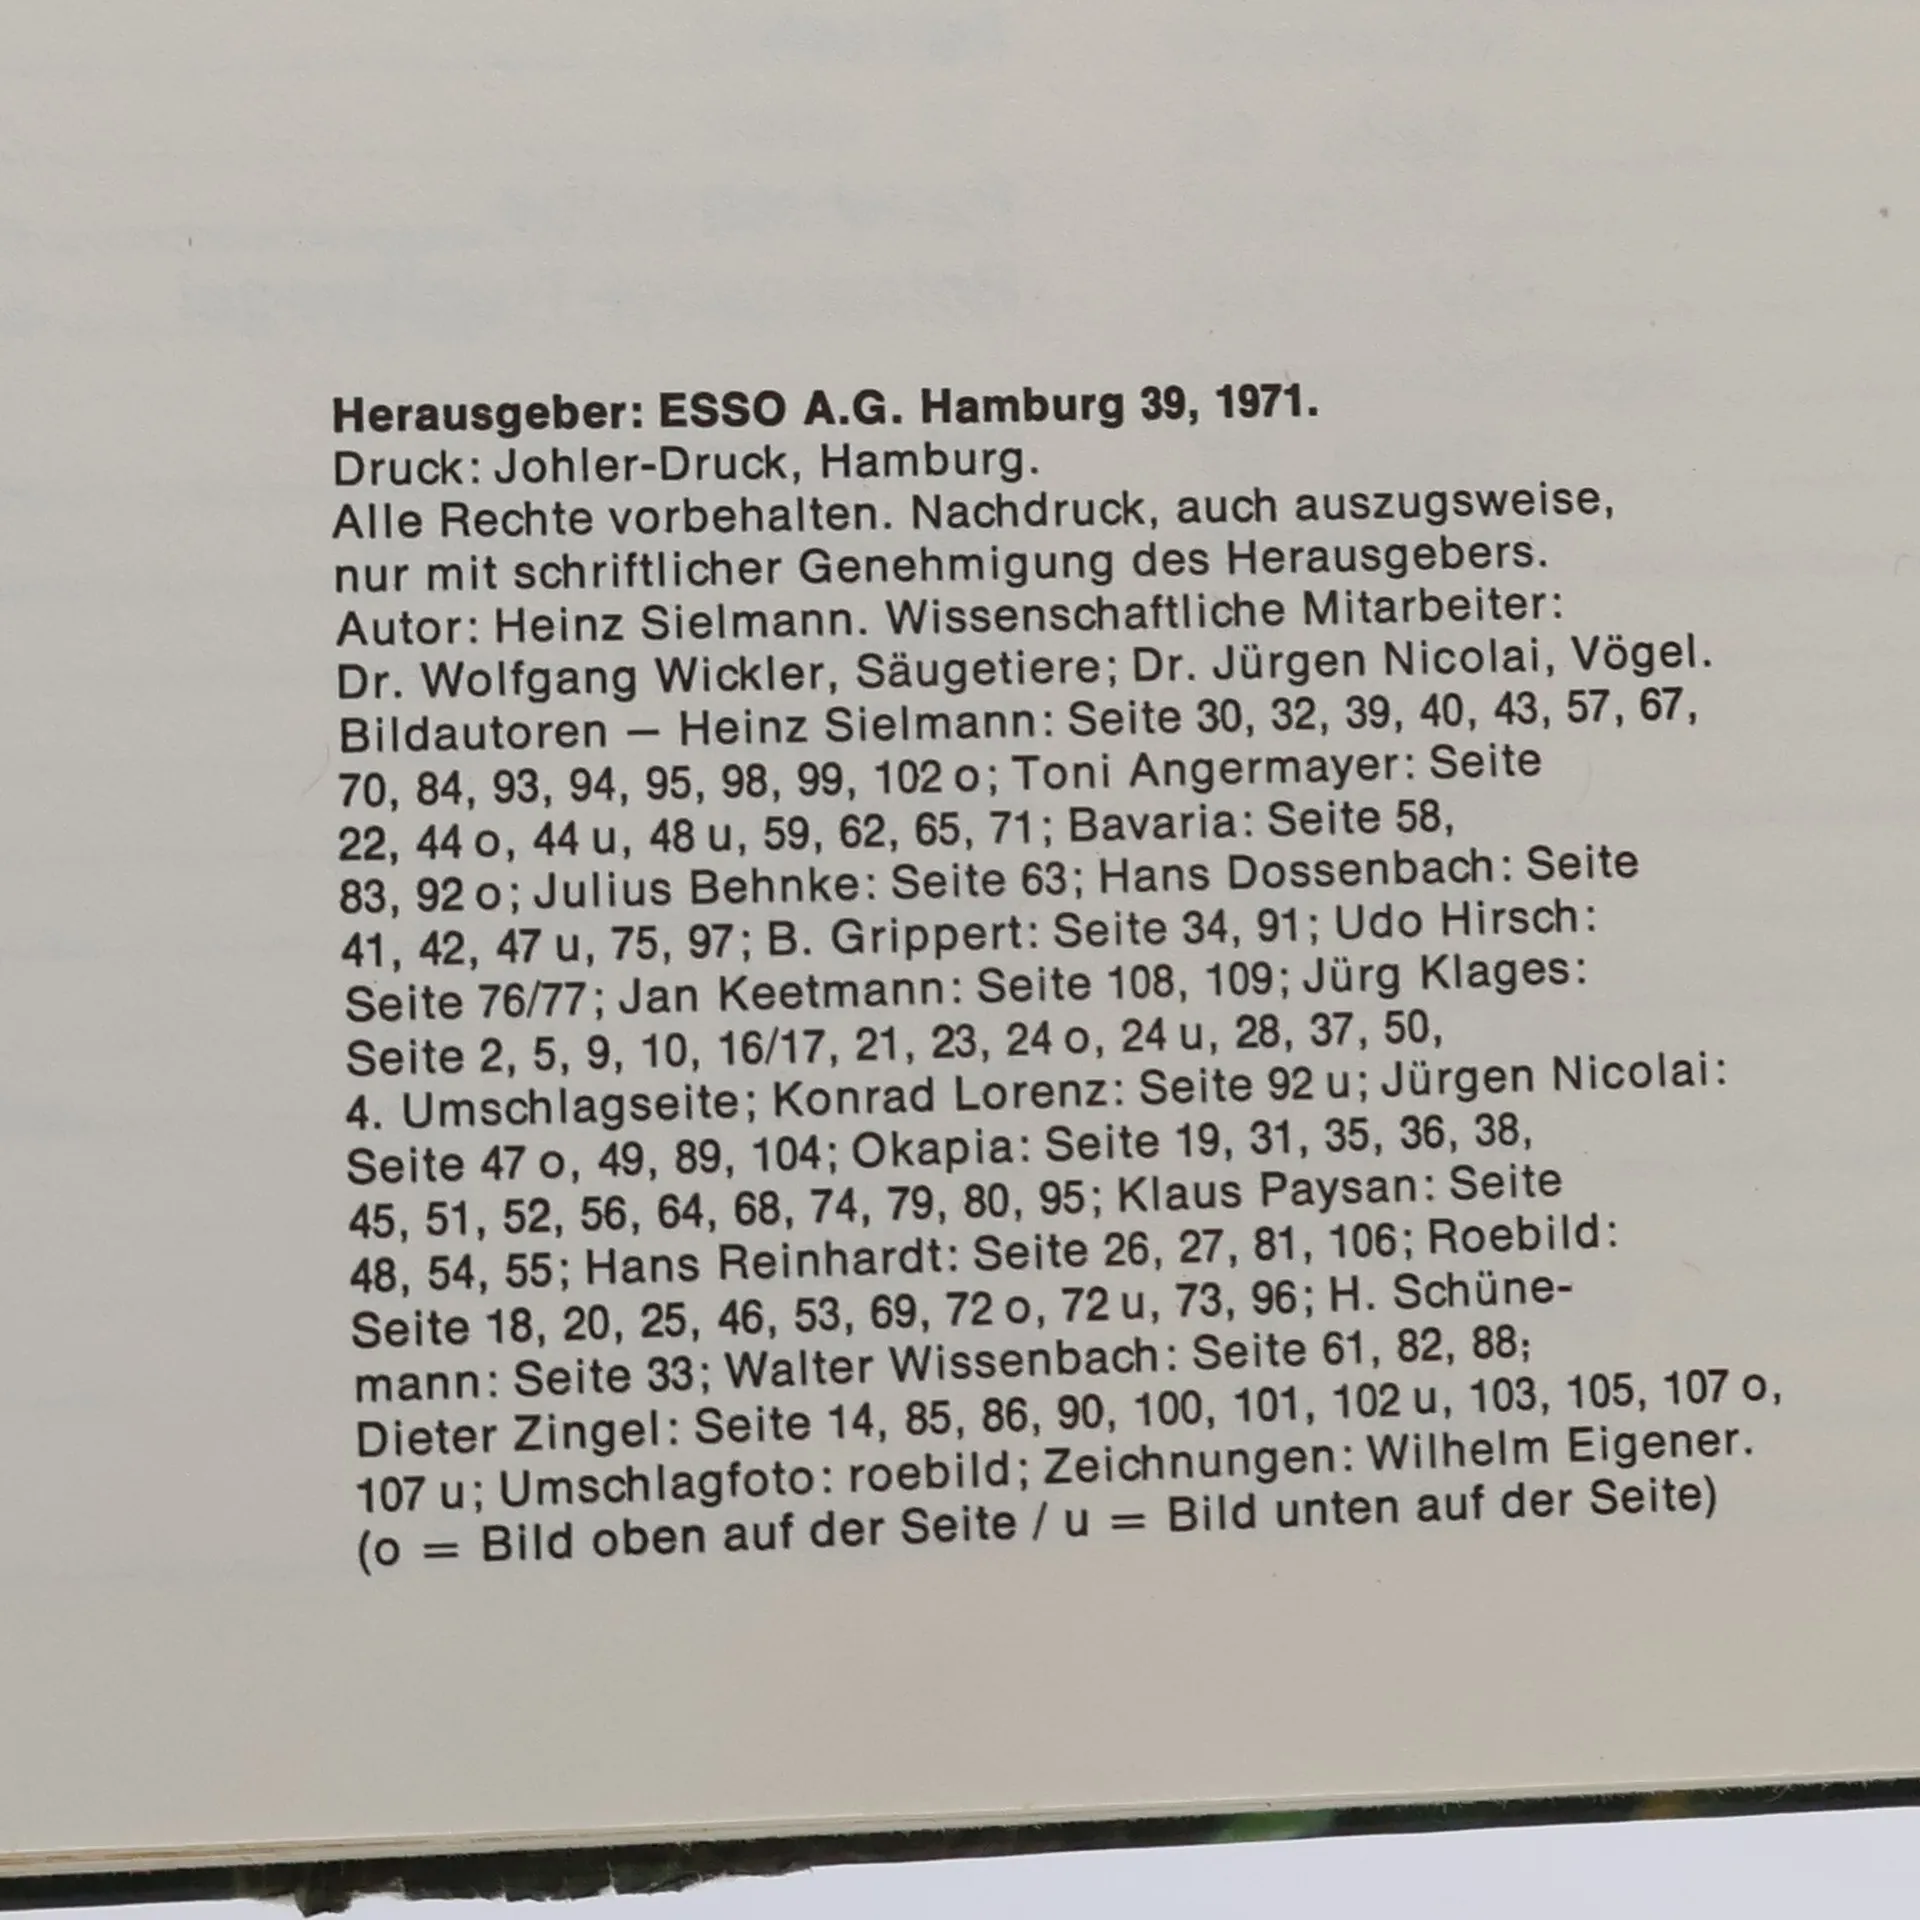 Herausgeber: ESSO A.G. Hamburg 39, 1971.
Druck: Johler-Druck, Hamburg.
Alle Rechte vorbehalten. Nachdruck, auch auszugsweise,
nur mit schriftlicher Genehmigung des Herausgebers.
Autor: Heinz Sielmann. Wissenschaftliche Mitarbeiter:
Dr. Wolfgang Wickler, Säugetiere; Dr. Jürgen Nicolai, Vögel.
Bildautoren — Heinz Sielmann: Seite 30, 32, 39, 40, 43, 57, 67,
70, 84, 93, 94, 95, 98, 99, 102 o; Toni Angermayer: Seite
22, 44 o, 44 u, 48 u, 59, 62, 65, 71; Bavaria: Seite 58,
83, 92 o; Julius Behnke: Seite 63; Hans Dossenbach: Seite
41, 42, 47 u, 75, 97; B. Grippert: Seite 34, 91; Udo Hirsch:
Seite 76/77; Jan Keetmann: Seite 108, 109; Jürg Klages:
Seite 2, 5, 9, 10, 16/17, 21, 23, 24 o, 24 u, 28, 37, 50,
4. Umschlagseite; Konrad Lorenz: Seite 92 u; Jürgen Nicolai:
Seite 47 o, 49, 89, 104; Okapia: Seite 19, 31, 35, 36, 38,
45, 51, 52, 56, 64, 68, 74, 79, 80, 95; Klaus Paysan: Seite
48, 54, 55; Hans Reinhardt: Seite 26, 27, 81, 106; Roebild:
Seite 18, 20, 25, 46, 53, 69, 72 o, 72 u, 73, 96; H. Schüne-
mann: Seite 33; Walter Wissenbach: Seite 61, 82, 88;
Dieter Zingel: Seite 14, 85, 86, 90, 100, 101, 102 u, 103, 105, 107 o,
107 u; Umschlagfoto: roebild; Zeichnungen: Wilhelm Eigener.
(o = Bild oben auf der Seite / u = Bild unten auf der Seite)